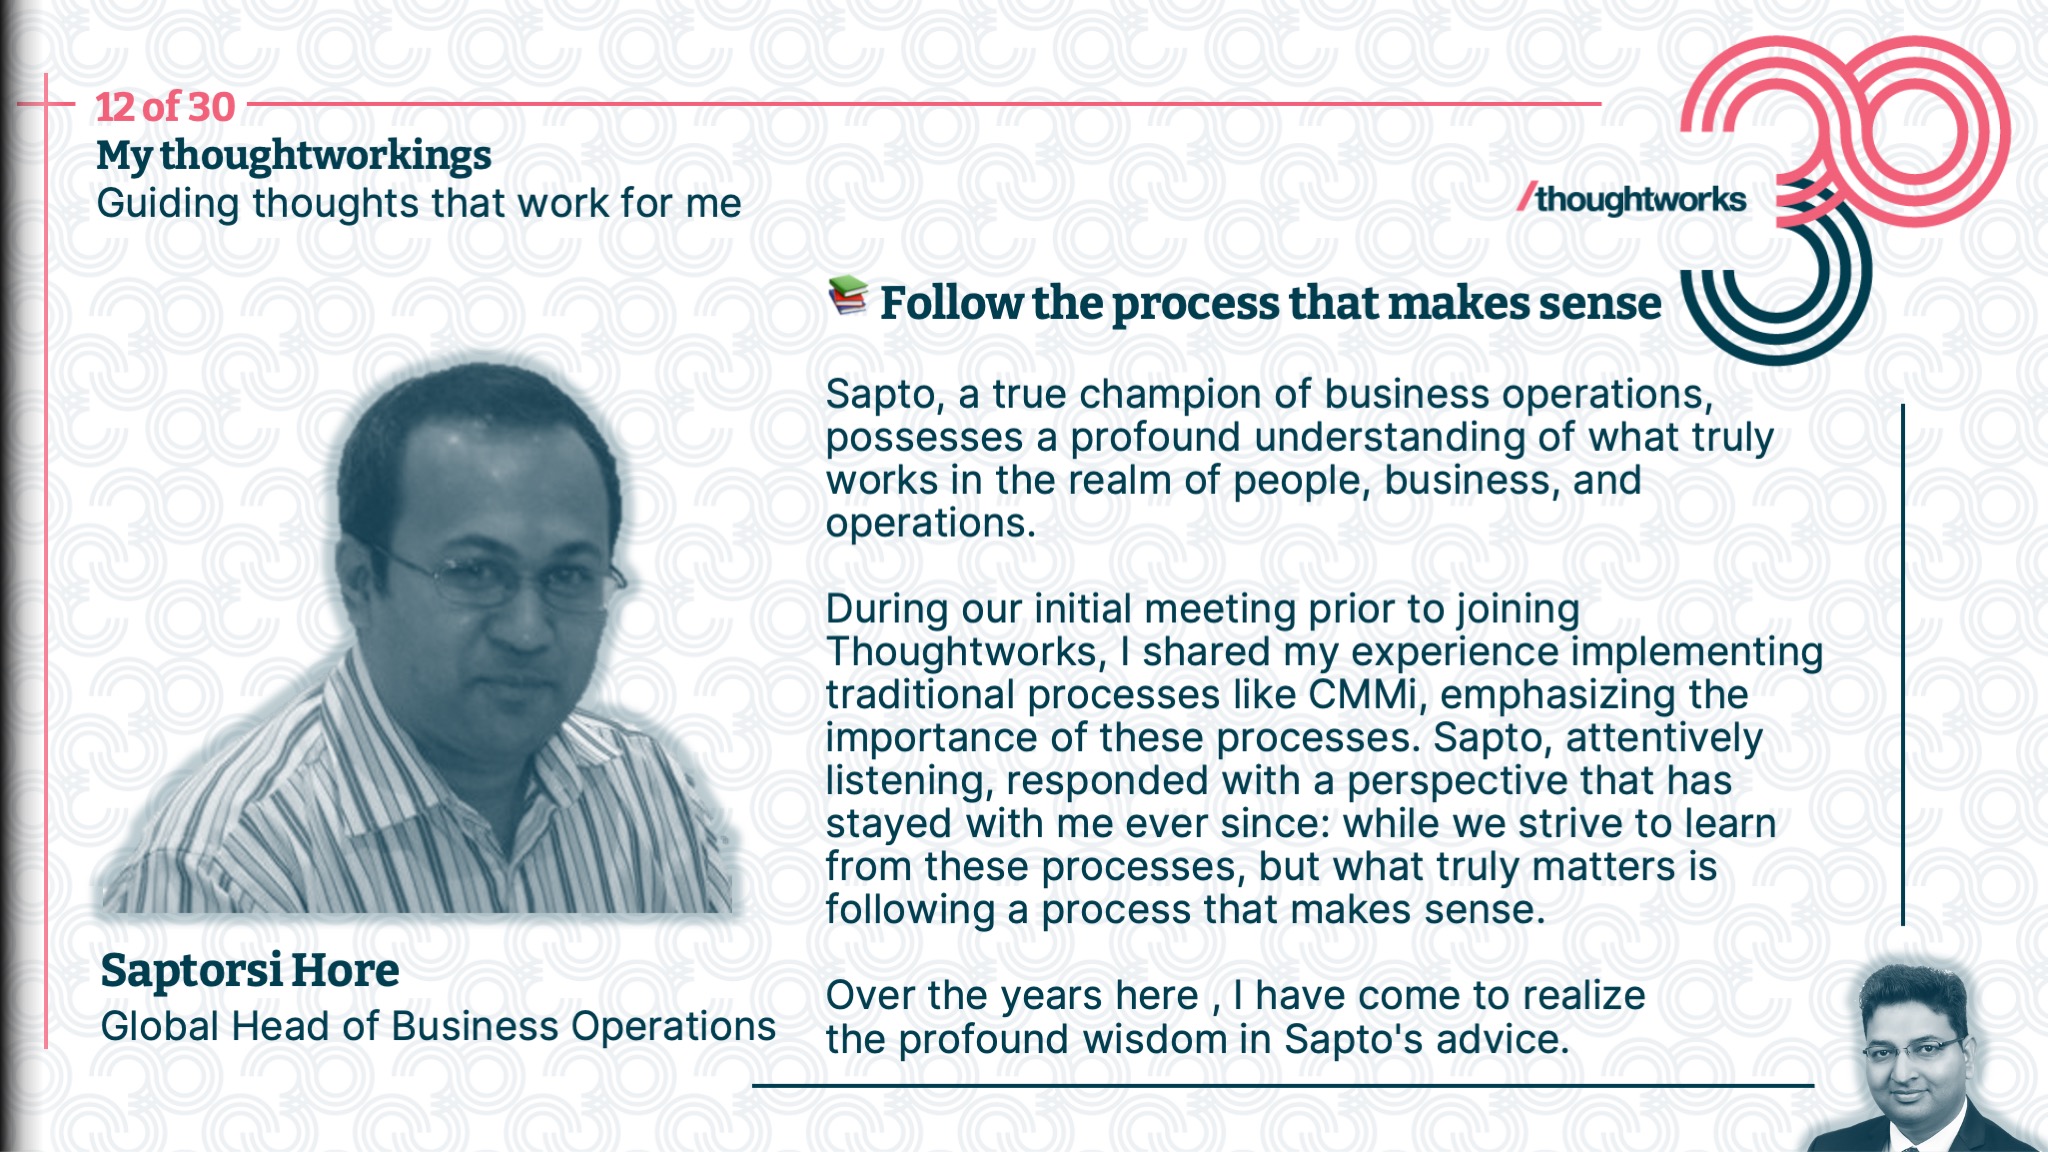 12 of 30
My thoughtworkings
Guiding thoughts that work for me
/thoughtworks
30
📚 Follow the process that makes sense
Sapto, a true champion of business operations,
possesses a profound understanding of what truly
works in the realm of people, business, and
operations.
During our initial meeting prior to joining
Thoughtworks, I shared my experience implementing
traditional processes like CMMi, emphasizing the
importance of these processes. Sapto, attentively
listening, responded with a perspective that has
stayed with me ever since: while we strive to learn
from these processes, but what truly matters is
following a process that makes sense.
Over the years here , I have come to realize
the profound wisdom in Sapto's advice.
Saptorsi Hore
Global Head of Business Operations